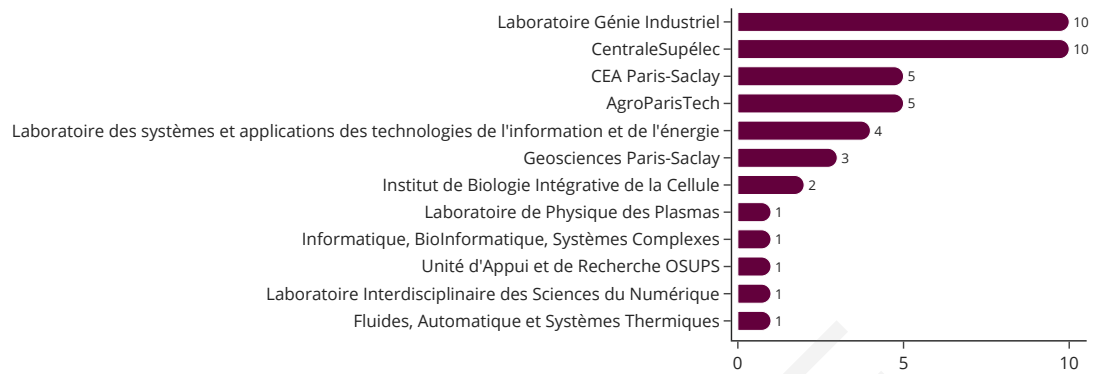 Laboratoire Génie Industriel 10
CentraleSupélec 10
CEA Paris-Saclay 5
AgroParisTech 5
Laboratoire des systèmes et applications des technologies de l'information et de l'énergie 4
Geosciences Paris-Saclay 3
Institut de Biologie Intégrative de la Cellule 2
Laboratoire de Physique des Plasmas 1
Informatique, BioInformatique, Systèmes Complexes 1
Unité d'Appui et de Recherche OSUPS 1
Laboratoire Interdisciplinaire des Sciences du Numérique 1
Fluides, Automatique et Systèmes Thermiques 1
0 5 10